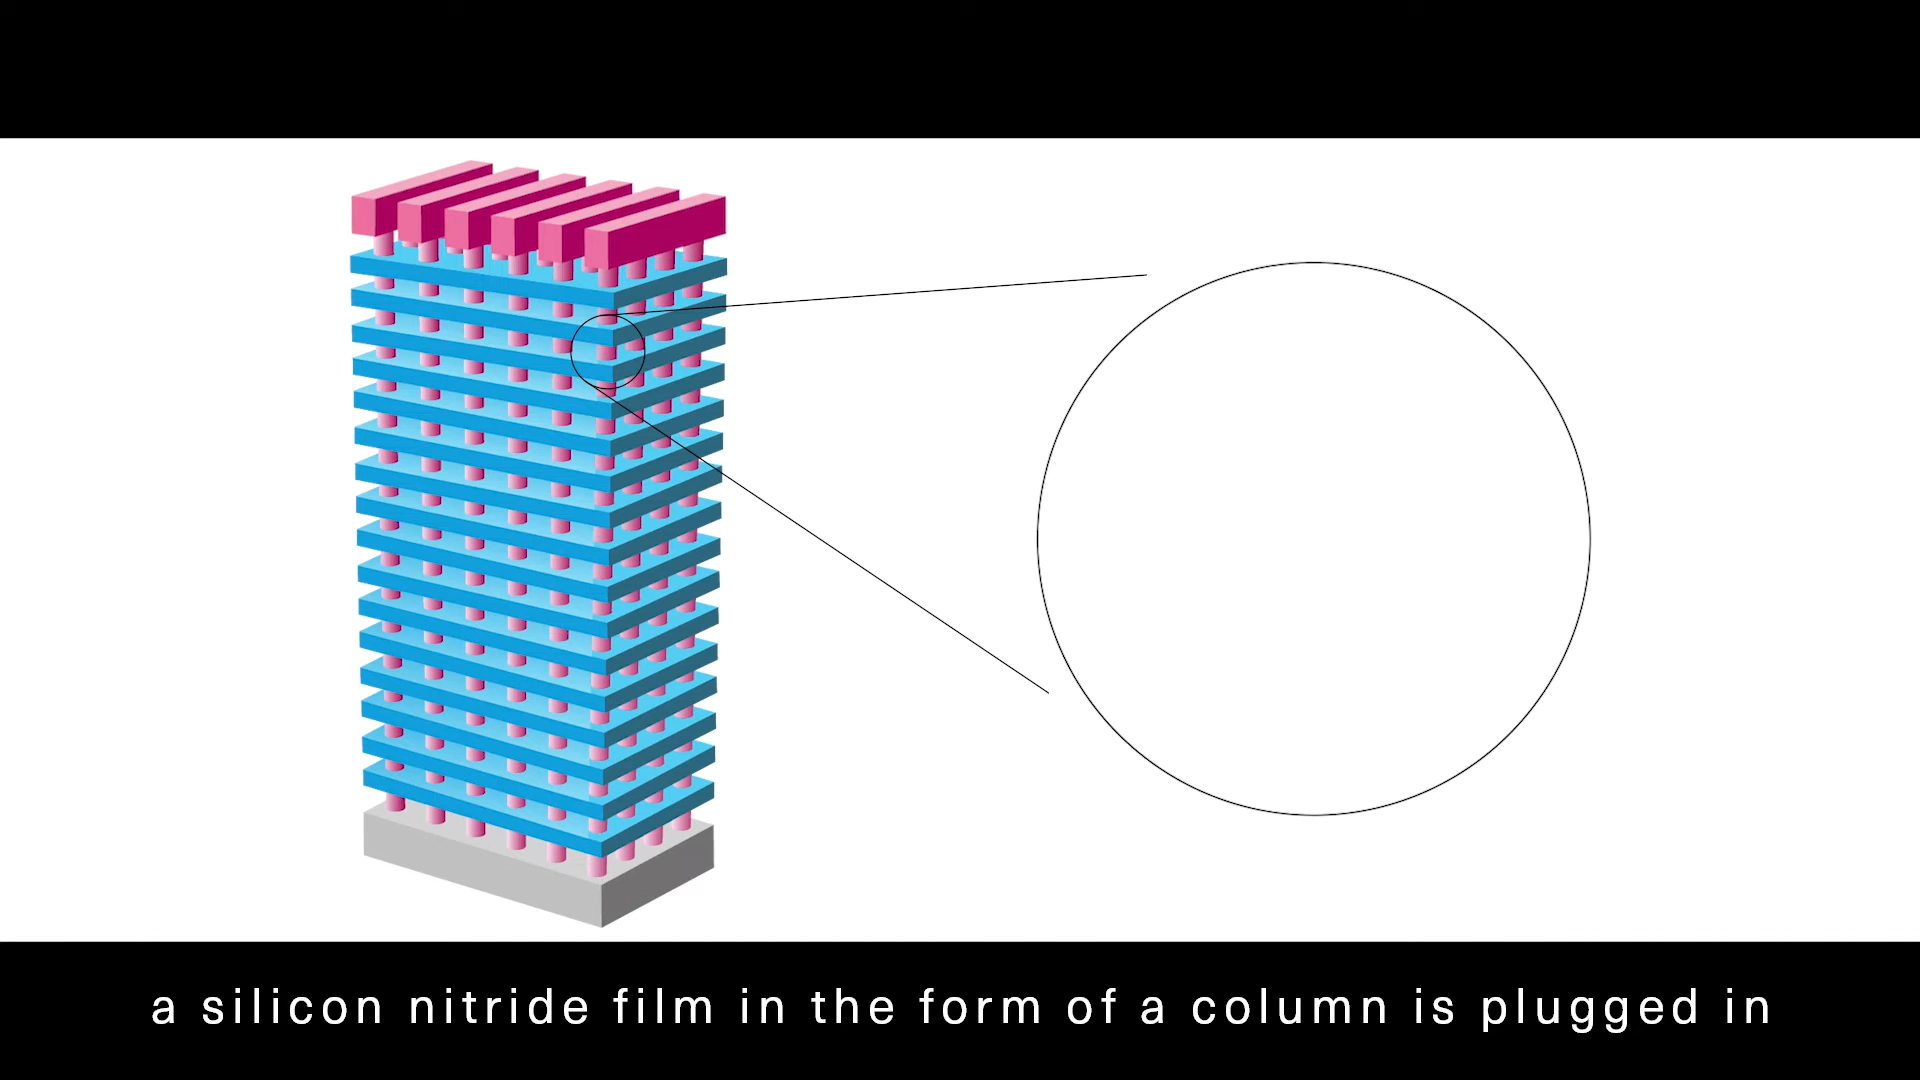 a silicon nitride film in the form of a column is plugged in